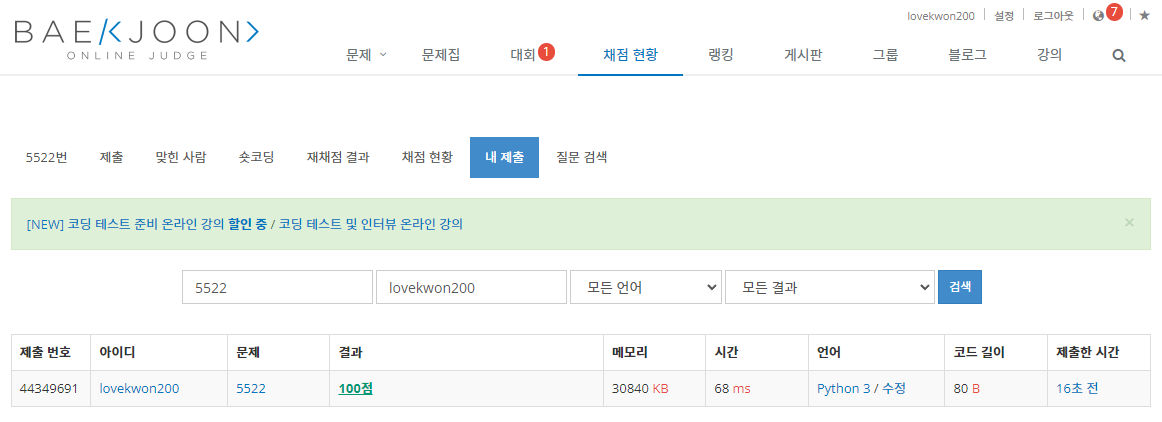 lovekwon200 설정 로그아웃 7
BAEKJOON
ONLINE JUDGE
문제 문제집 대회 1 채점 현황 랭킹 게시판 그룹 블로그 강의
5522번 제출 맞힌 사람 숏코딩 재채점 결과 채점 현황 내 제출 질문 검색
[NEW] 코딩 테스트 준비 온라인 강의 할인 중 / 코딩 테스트 및 인터뷰 온라인 강의 ×
5522 lovekwon200 모든 언어 모든 결과 검색
제출 번호 아이디 문제 결과 메모리 시간 언어 코드 길이 제출한 시간
44349691 lovekwon200 5522 100점 30840 KB 68 ms Python 3 / 수정 80 B 16초 전